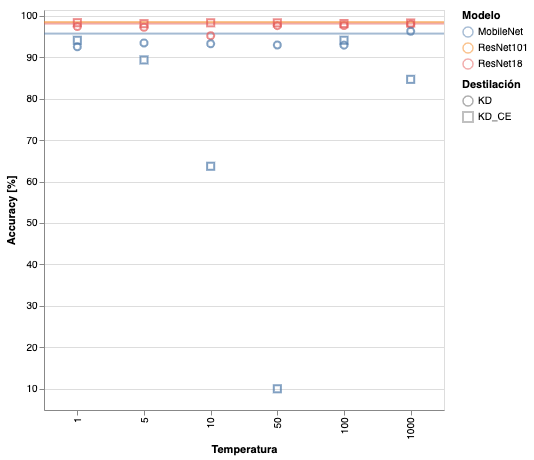 100
90
80
70
60
50
40
30
20
10
Accuracy [%]
1
5
10
50
100
1000
Temperatura
Modelo
MobileNet
ResNet101
ResNet18
Destilación
KD
KD_CE